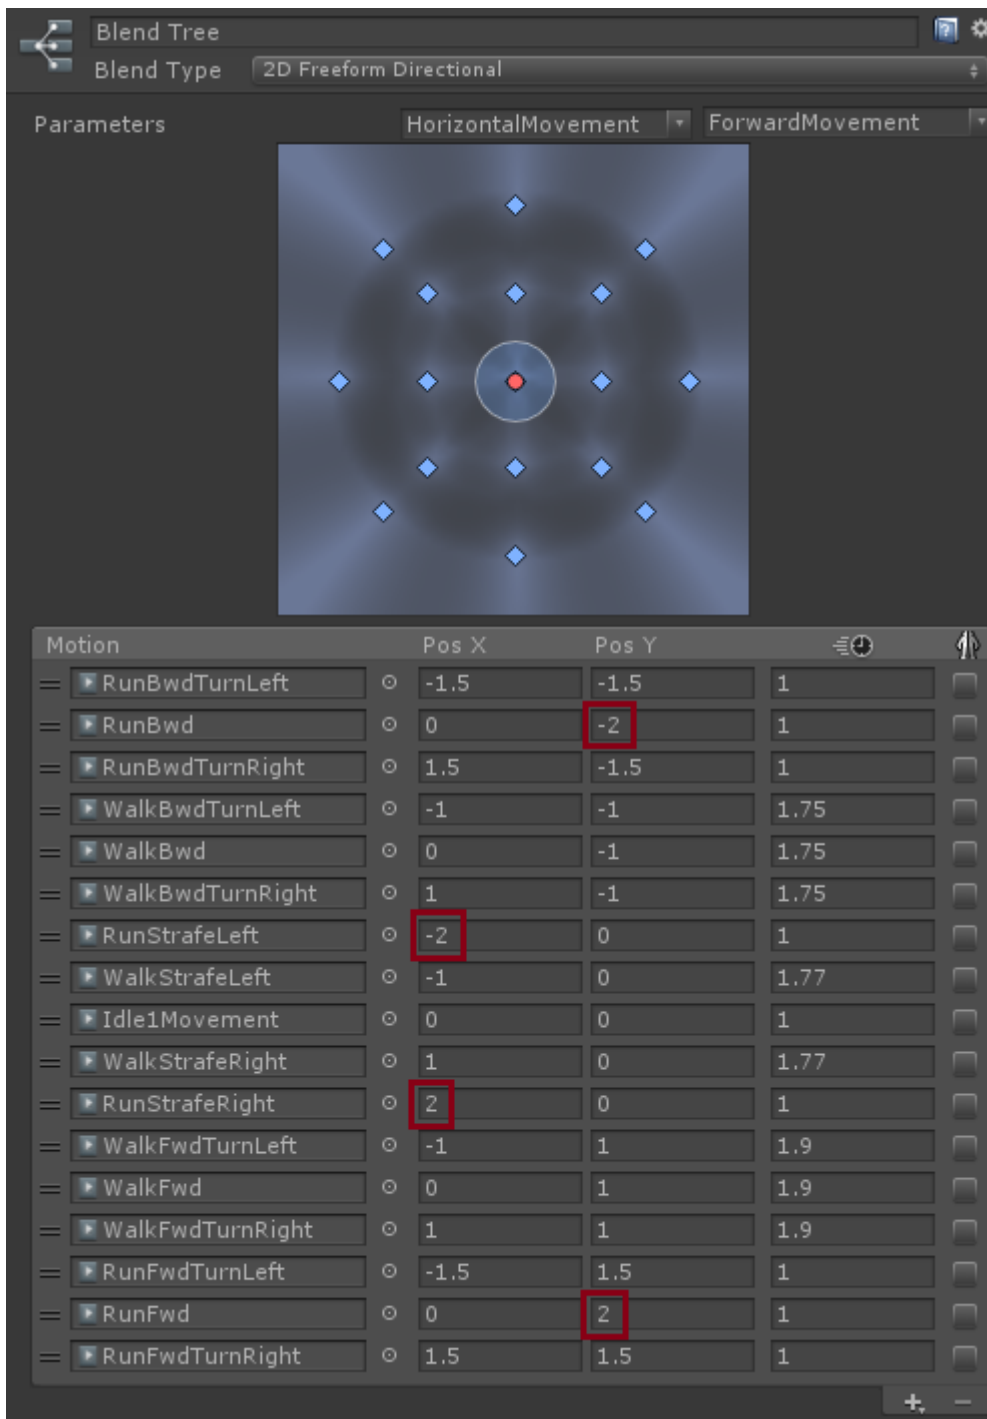 Blend Tree
Blend Type 2D Freeform Directional
Parameters HorizontalMovement ForwardMovement
Motion Pos X Pos Y
RunBwdTurnLeft -1.5 -1.5 1
RunBwd 0 -2 1
RunBwdTurnRight 1.5 -1.5 1
WalkBwdTurnLeft -1 -1 1.75
WalkBwd 0 -1 1.75
WalkBwdTurnRight 1 -1 1.75
RunStrafeLeft -2 0 1
WalkStrafeLeft -1 0 1.77
Idle1Movement 0 0 1
WalkStrafeRight 1 0 1.77
RunStrafeRight 2 0 1
WalkFwdTurnLeft -1 1 1.9
WalkFwd 0 1 1.9
WalkFwdTurnRight 1 1 1.9
RunFwdTurnLeft -1.5 1.5 1
RunFwd 0 2 1
RunFwdTurnRight 1.5 1.5 1